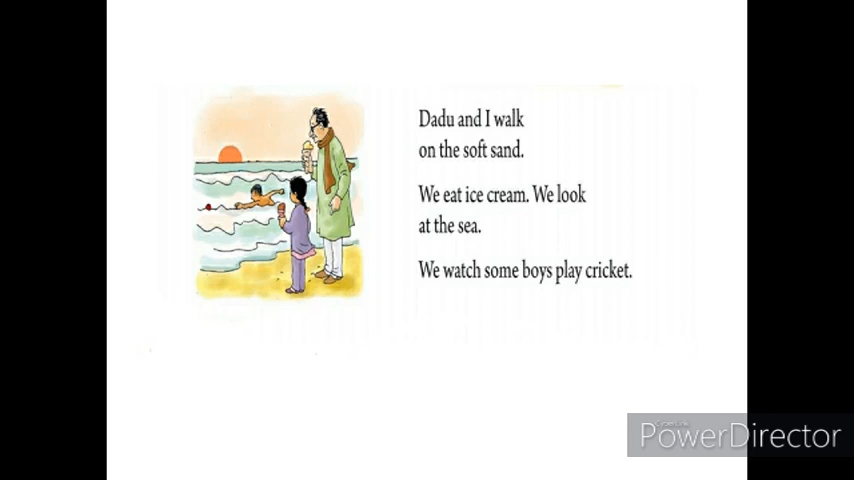 Dadu and I walk
on the soft sand.
We eat ice cream. We look
at the sea.
We watch some boys play cricket.
CyberLink
PowerDirector